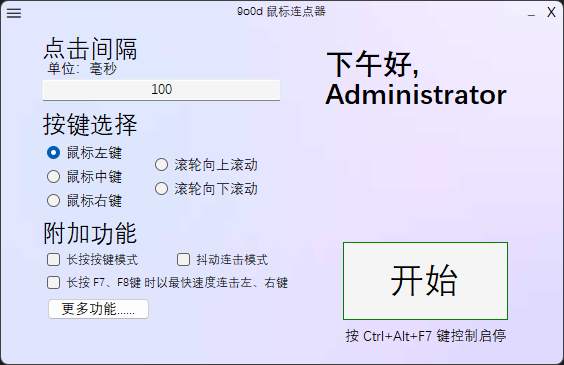 9o0d 鼠标连点器
点击间隔
单位：毫秒
100
按键选择
鼠标左键
鼠标中键
鼠标右键
滚轮向上滚动
滚轮向下滚动
附加功能
长按按键模式
抖动连击模式
长按 F7、F8键 时以最快速度连击左、右键
更多功能......
下午好,
Administrator
开始
按 Ctrl+Alt+F7 键控制启停